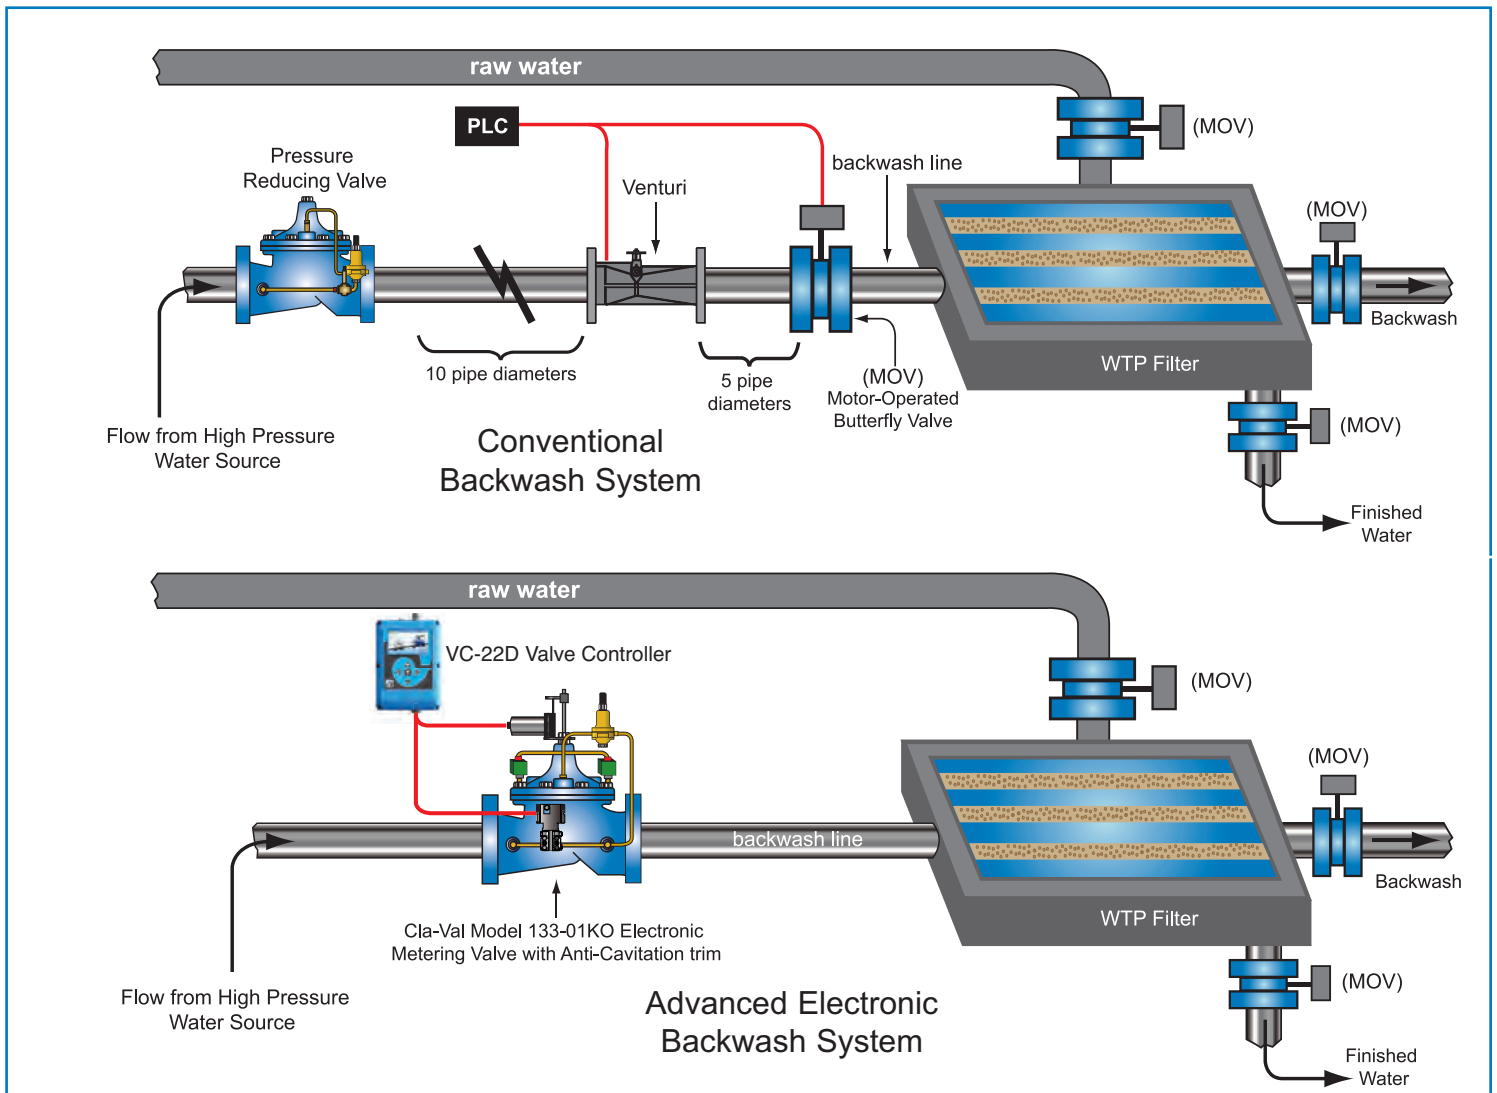 raw water
PLC
(MOV)
Pressure
Reducing Valve
Venturi
backwash line
(MOV)
10 pipe diameters
5 pipe
diameters
(MOV)
Motor-Operated
Butterfly Valve
WTP Filter
Backwash
(MOV)
Flow from High Pressure
Water Source
Conventional
Backwash System
Finished
Water
raw water
VC-22D Valve Controller
(MOV)
(MOV)
backwash line
Backwash
WTP Filter
Cla-Val Model 133-01KO Electronic
Metering Valve with Anti-Cavitation trim
(MOV)
Flow from High Pressure
Water Source
Advanced Electronic
Backwash System
Finished
Water